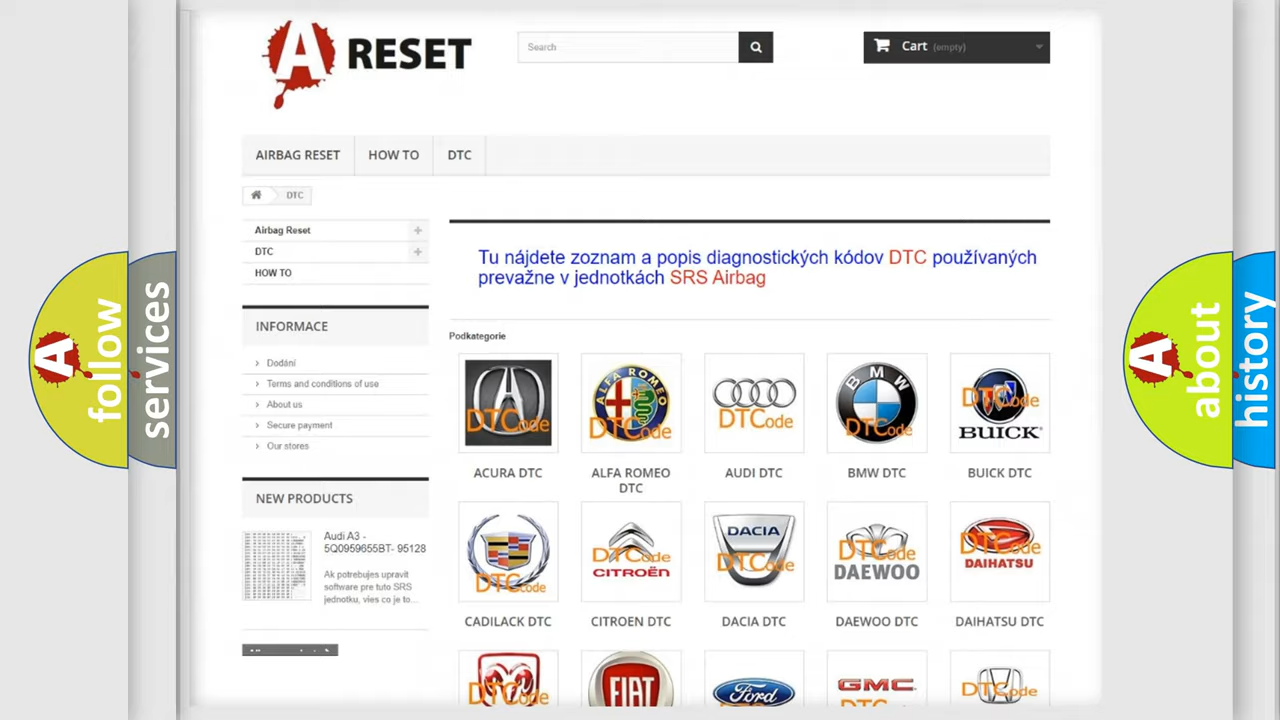 A RESET
Search
Cart (empty)
AIRBAG RESET
HOW TO
DTC
DTC
Airbag Reset
DTC
HOW TO
INFORMACE
Dodání
Terms and conditions of use
About us
Secure payment
Our stores
NEW PRODUCTS
Audi A3 -
5Q0959655BT- 95128
Ak potrebujes upravit
software pre tuto SRS
jednotku, vies co je to...
Tu nájdete zoznam a popis diagnostických kódov DTC používaných
prevažne v jednotkách SRS Airbag
Podkategorie
DTCode
ALFA ROMEO
DTCode
DTCode
BMW
DTCode
DTCode
BUICK
ACURA DTC
ALFA ROMEO
DTC
AUDI DTC
BMW DTC
BUICK DTC
DTCode
DTCode
CITROËN
DACIA
DTCode
DTCode
DAEWOO
DTCode
DAIHATSU
CADILACK DTC
CITROEN DTC
DACIA DTC
DAEWOO DTC
DAIHATSU DTC
DTCode
FIAT
Ford
GMC
DTCode
A
follow
services
A
about
history